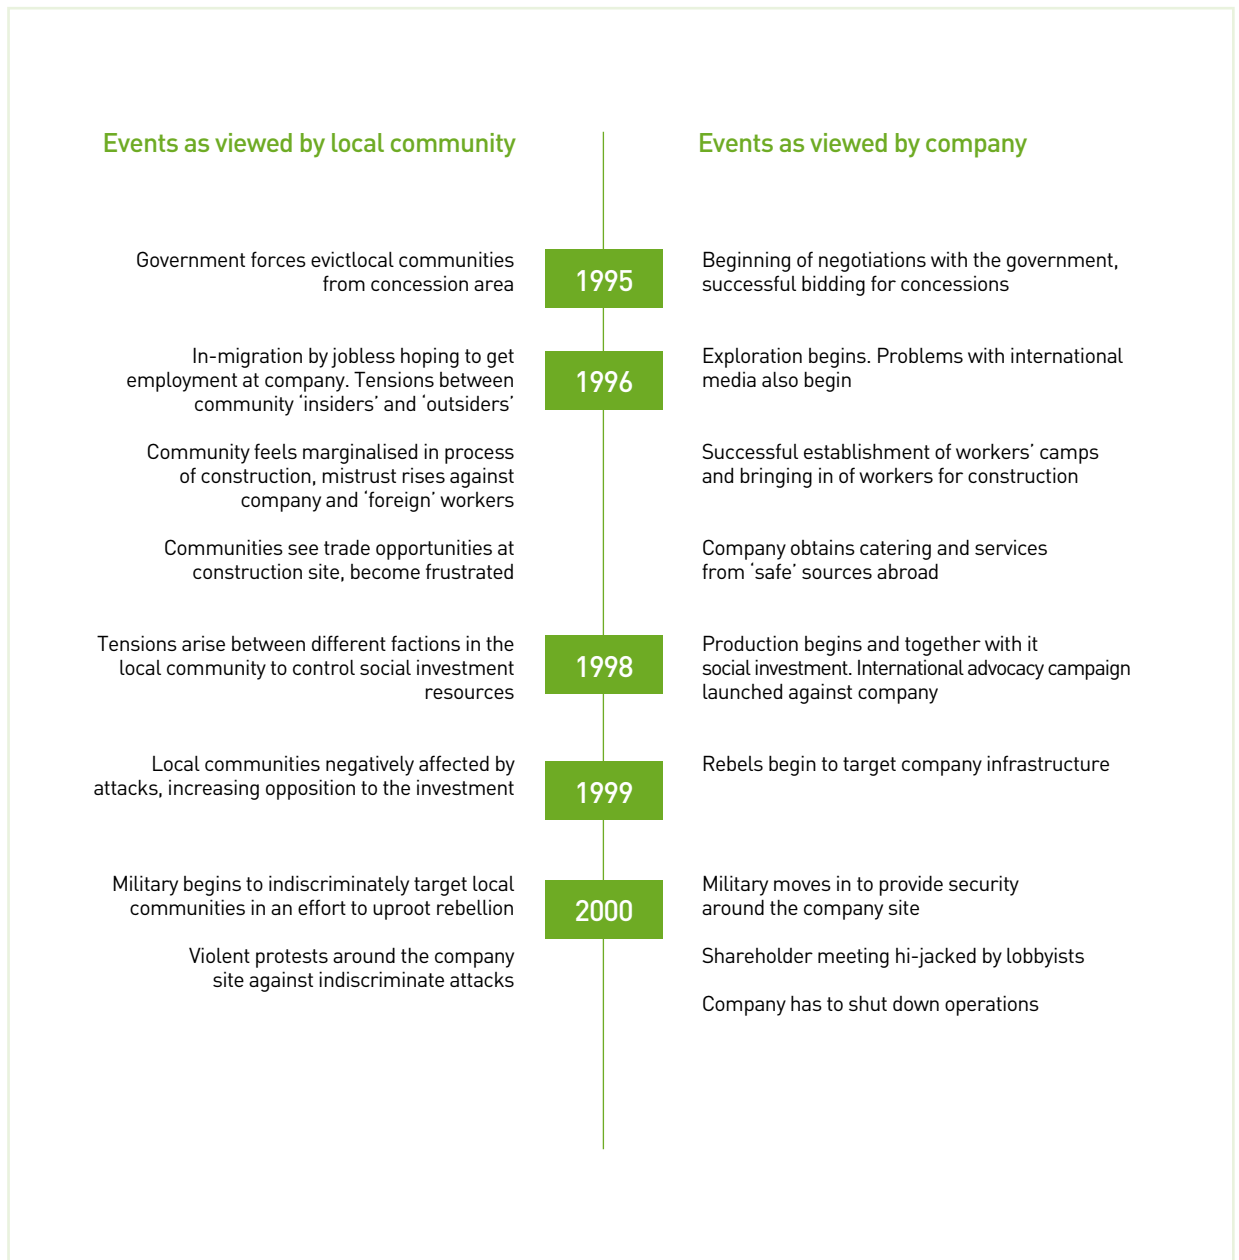 Events as viewed by local community
Events as viewed by company
Government forces evictlocal communities
from concession area
1995
Beginning of negotiations with the government,
successful bidding for concessions
In-migration by jobless hoping to get
employment at company. Tensions between
community ‘insiders’ and ‘outsiders’
1996
Exploration begins. Problems with international
media also begin
Community feels marginalised in process
of construction, mistrust rises against
company and ‘foreign’ workers
Successful establishment of workers’ camps
and bringing in of workers for construction
Communities see trade opportunities at
construction site, become frustrated
Company obtains catering and services
from ‘safe’ sources abroad
Tensions arise between different factions in the
local community to control social investment
resources
1998
Production begins and together with it
social investment. International advocacy campaign
launched against company
Local communities negatively affected by
attacks, increasing opposition to the investment
1999
Rebels begin to target company infrastructure
Military begins to indiscriminately target local
communities in an effort to uproot rebellion
2000
Military moves in to provide security
around the company site
Violent protests around the company
site against indiscriminate attacks
Shareholder meeting hi-jacked by lobbyists
Company has to shut down operations